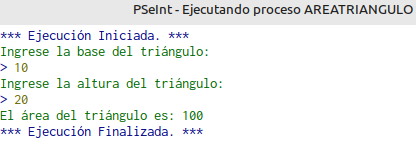 PSeInt - Ejecutando proceso AREATRIANGULO
*** Ejecución Iniciada. ***
Ingrese la base del triángulo:
> 10
Ingrese la altura del triángulo:
> 20
El área del triángulo es: 100
*** Ejecución Finalizada. ***